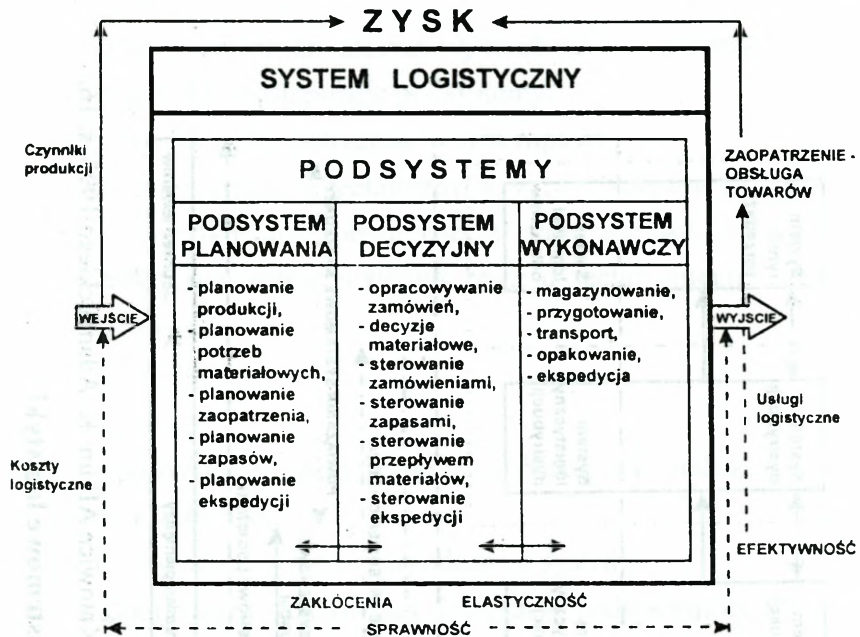 ZYSK
SYSTEM LOGISTYCZNY
Czynniki
produkcji
PODSYSTEMY
ZAOPATRZENIE -
OBSŁUGA
TOWARÓW
PODSYSTEM
PLANOWANIA
- planowanie
produkcji,
- planowanie
potrzeb
materiałowych,
- planowanie
zaopatrzenia,
- planowanie
zapasów,
- planowanie
ekspedycji
PODSYSTEM
DECYZYJNY
- opracowywanie
zamówień,
- decyzje
materiałowe,
- sterowanie
zamówieniami,
- sterowanie
zapasami,
- sterowanie
przepływem
materiałów,
- sterowanie
ekspedycji
PODSYSTEM
WYKONAWCZY
- magazynowanie,
- przygotowanie,
- transport,
- opakowanie,
- ekspedycja
WEJŚCIE
WYJŚCIE
Koszty
logistyczne
Usługi
logistyczne
EFEKTYWNOŚĆ
ZAKŁÓCENIA ELASTYCZNOŚĆ
SPRAWNOŚĆ